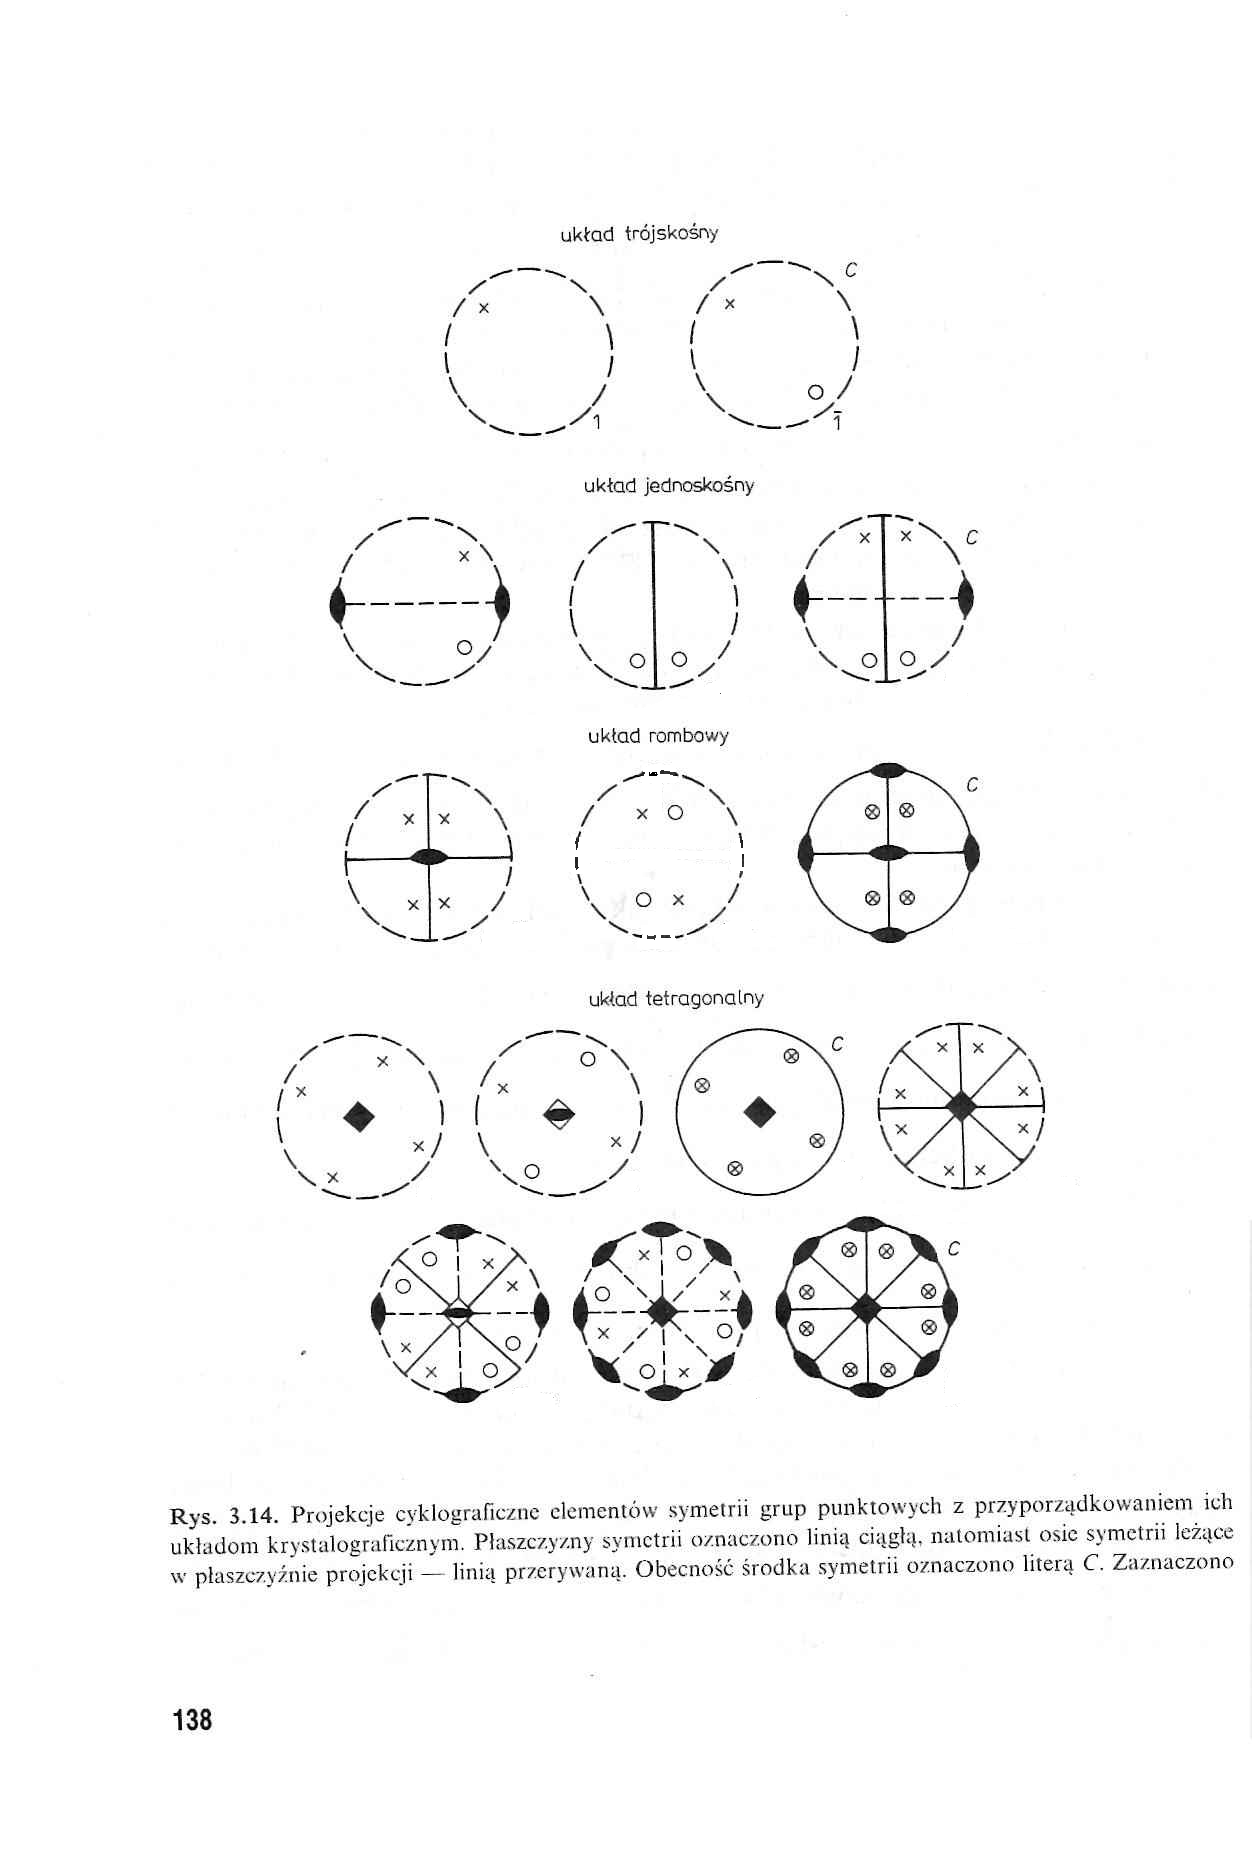 układ trójskośny
C
1
1̄
układ jednoskośny
C
układ rombowy
C
układ tetragonalny
C
C
Rys. 3.14. Projekcje cyklograficzne elementów symetrii grup punktowych z przyporządkowaniem ich
układom krystalograficznym. Płaszczyzny symetrii oznaczono linią ciągłą, natomiast osie symetrii leżące
w płaszczyźnie projekcji — linią przerywaną. Obecność środka symetrii oznaczono literą C. Zaznaczono
138